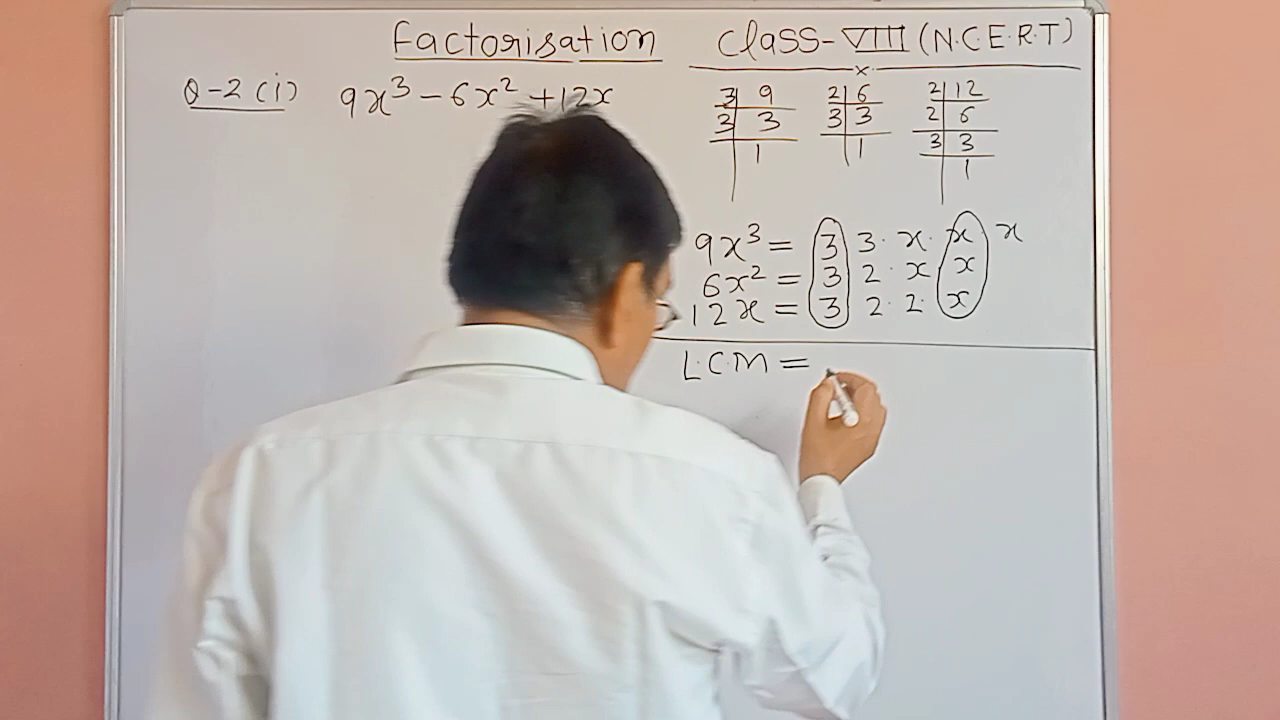 Factorisation Class-VIII (N.C.E.R.T)
x
Q-2 (i) 9x³ - 6x² + 12x
3 9
3 3
1
2 6
3 3
1
2 12
2 6
3 3
1
9x³ = 3 3. x. x x
6x² = 3 2 x x
12x = 3 2 2. x
L.C.M =